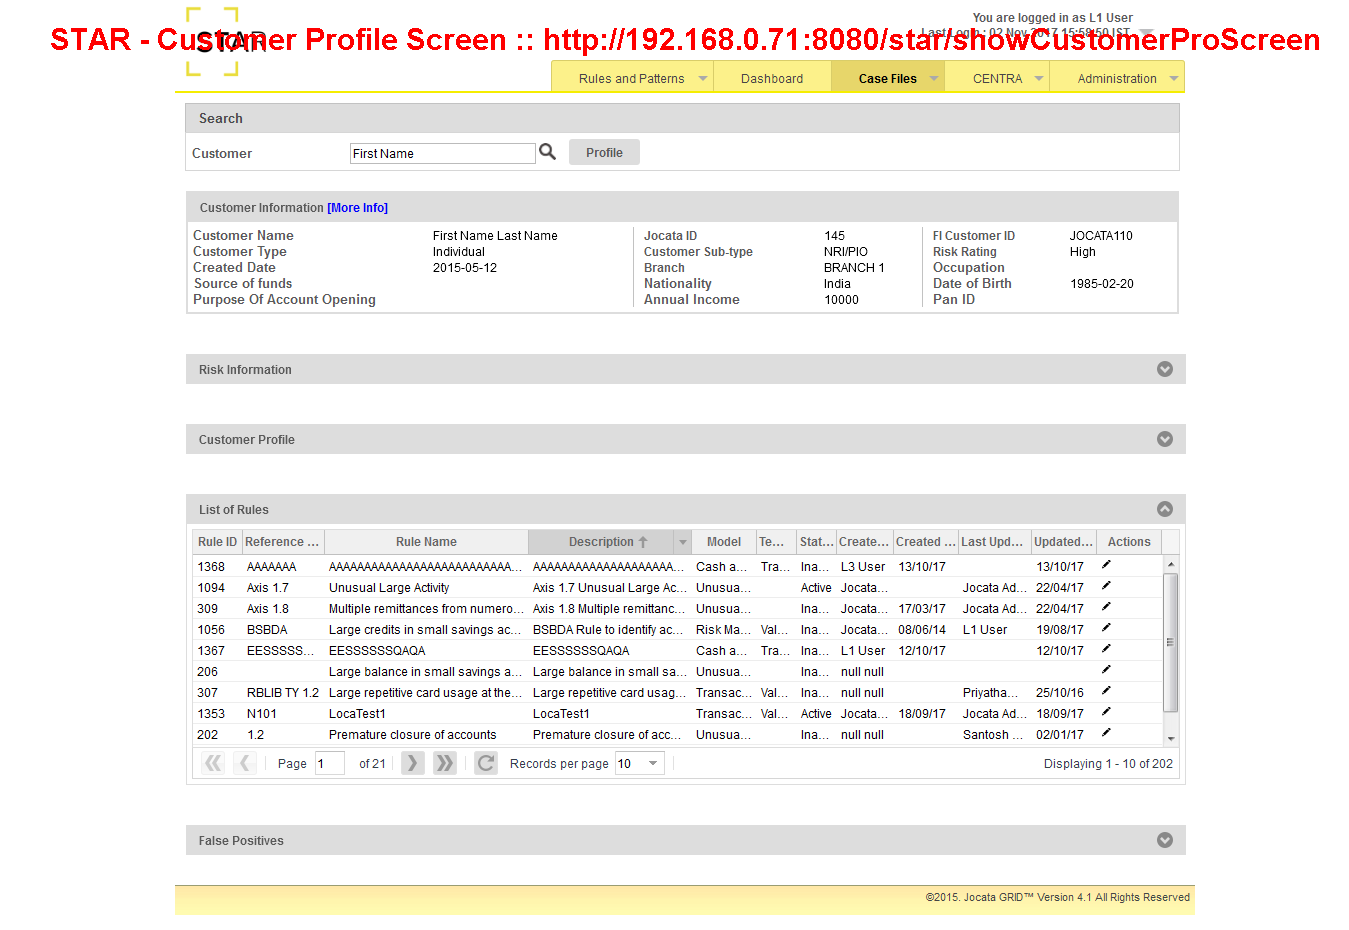 You are logged in as L1 User
STAR
Last Login : 02 Nov 2017 15:58:50 IST
STAR - Customer Profile Screen :: http://192.168.0.71:8080/star/showCustomerProScreen
Rules and Patterns Dashboard Case Files CENTRA Administration
Search
Customer First Name Profile
Customer Information [More Info]
Customer Name First Name Last Name Jocata ID 145 FI Customer ID JOCATA110
Customer Type Individual Customer Sub-type NRI/PIO Risk Rating High
Created Date 2015-05-12 Branch BRANCH 1 Occupation
Source of funds Nationality India Date of Birth 1985-02-20
Purpose Of Account Opening Annual Income 10000 Pan ID
Risk Information
Customer Profile
List of Rules
Rule ID Reference ... Rule Name Description Model Te... Stat... Create... Created ... Last Upd... Updated... Actions
1368 AAAAAAA AAAAAAAAAAAAAAAAAAAAAAAAAA... AAAAAAAAAAAAAAAAAAAAA... Cash a... Tra... Ina... L3 User 13/10/17 13/10/17
1094 Axis 1.7 Unusual Large Activity Axis 1.7 Unusual Large Ac... Unusua... Active Jocata... Jocata Ad... 22/04/17
309 Axis 1.8 Multiple remittances from numero... Axis 1.8 Multiple remittanc... Unusua... Ina... Jocata... 17/03/17 Jocata Ad... 22/04/17
1056 BSBDA Large credits in small savings ac... BSBDA Rule to identify ac... Risk Ma... Val... Ina... Jocata... 08/06/14 L1 User 19/08/17
1367 EESSSSS... EESSSSSSQAQA EESSSSSSQAQA Cash a... Tra... Ina... L1 User 12/10/17 12/10/17
206 Large balance in small savings a... Large balance in small sa... Unusua... Ina... null null
307 RBLIB TY 1.2 Large repetitive card usage at the... Large repetitive card usag... Transac... Val... Ina... null null Priyatha... 25/10/16
1353 N101 LocaTest1 LocaTest1 Transac... Val... Active Jocata... 18/09/17 Jocata Ad... 18/09/17
202 1.2 Premature closure of accounts Premature closure of acc... Unusua... Ina... null null Santosh ... 02/01/17
Page 1 of 21 Records per page 10 Displaying 1 - 10 of 202
False Positives
©2015. Jocata GRID™ Version 4.1 All Rights Reserved